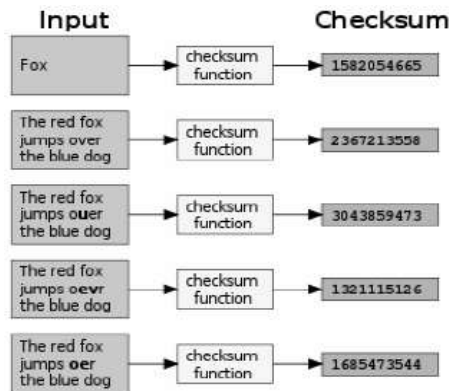 Input Checksum
Fox
checksum
function
1582054665
The red fox
jumps over
the blue dog
checksum
function
2367213558
The red fox
jumps ouer
the blue dog
checksum
function
3043859473
The red fox
jumps oevr
the blue dog
checksum
function
1321115126
The red fox
jumps oer
the blue dog
checksum
function
1685473544